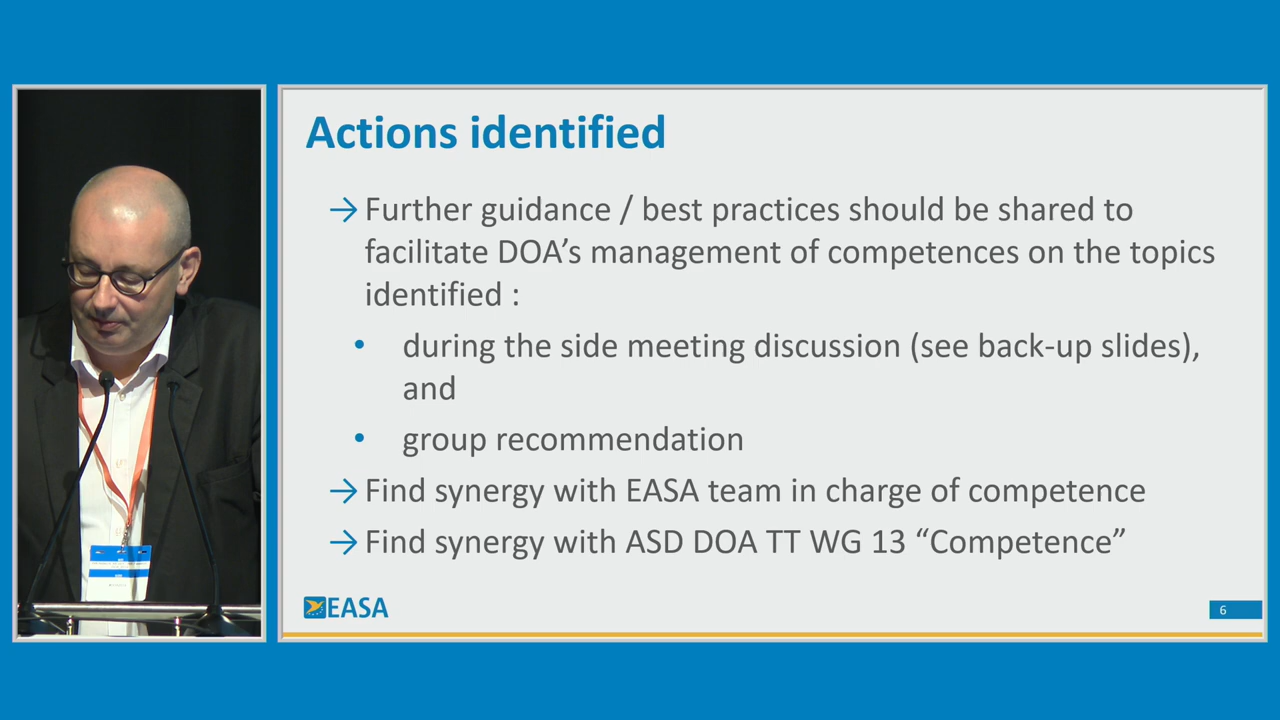 Actions identified
→ Further guidance / best practices should be shared to
facilitate DOA’s management of competences on the topics
identified :
• during the side meeting discussion (see back-up slides),
and
• group recommendation
→ Find synergy with EASA team in charge of competence
→ Find synergy with ASD DOA TT WG 13 “Competence”
EASA
6